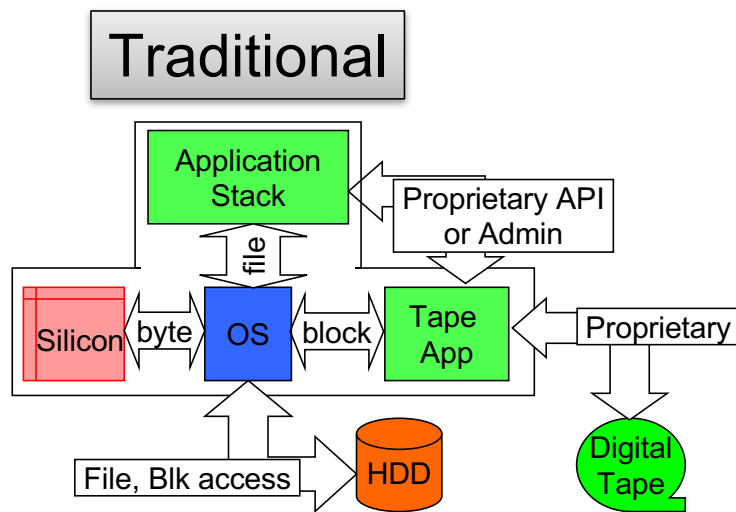 Traditional
Application
Stack
Proprietary API
or Admin
file
Silicon
byte
OS
block
Tape
App
Proprietary
File, Blk access
HDD
Digital
Tape